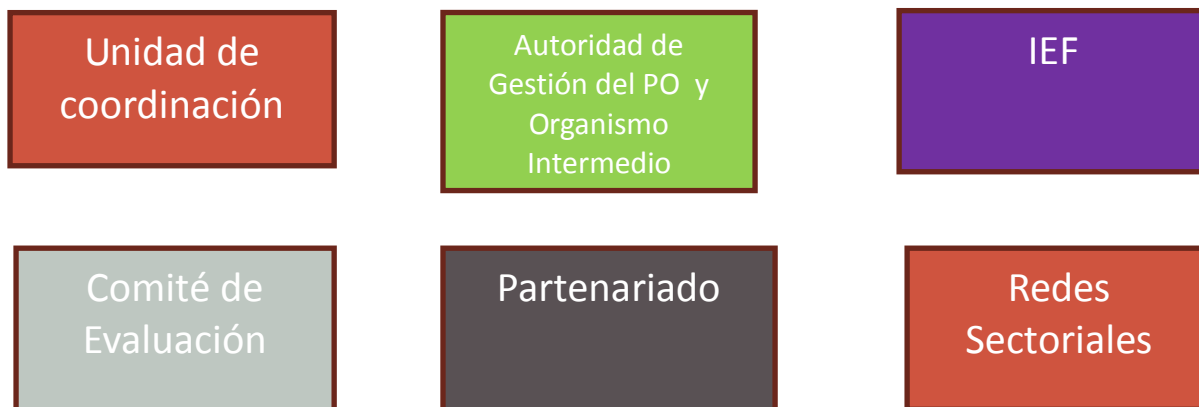 Unidad de
coordinación
Autoridad de
Gestión del PO y
Organismo
Intermedio
IEF
Comité de
Evaluación
Partenariado
Redes
Sectoriales